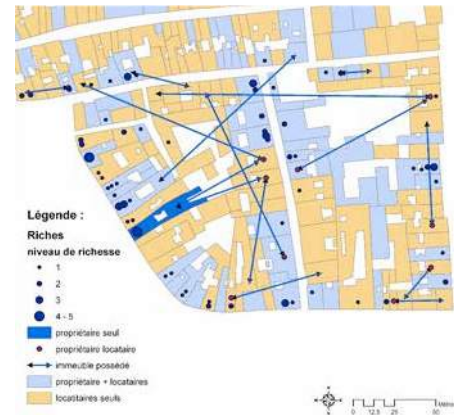 Légende :
Riches
niveau de richesse
1
2
3
4 - 5
propriétaire seul
propriétaire locataire
immeuble possédé
propriétaire + locataires
locatitaires seuls
0 12,5 25 50